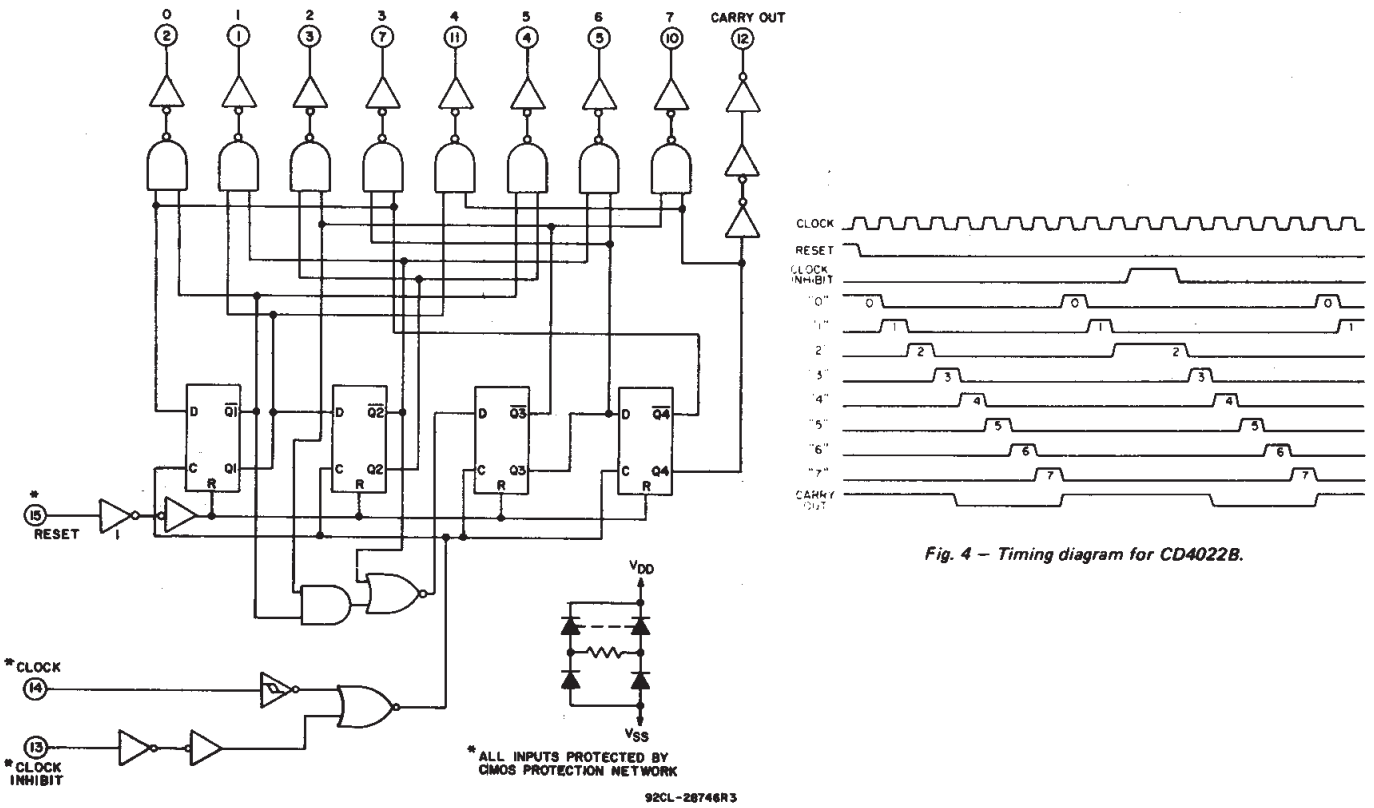 0 1 2 3 4 5 6 7 CARRY OUT
2 1 3 7 11 4 5 10 12
D Q1 D Q2 D Q3 D Q4
C Q1 C Q2 C Q3 C Q4
R R R R
*
15
RESET
1
*CLOCK
14
13
*CLOCK
INHIBIT
VDD
VSS
* ALL INPUTS PROTECTED BY
CMOS PROTECTION NETWORK
92CL-28746R3
CLOCK
RESET
CLOCK
INHIBIT
"0" 0 0 0
"1" 1 1 1
2 2 2
"3" 3 3
"4" 4 4
"5" 5 5
"6" 6 6
"7" 7 7
CARRY
OUT
Fig. 4 – Timing diagram for CD4022B.